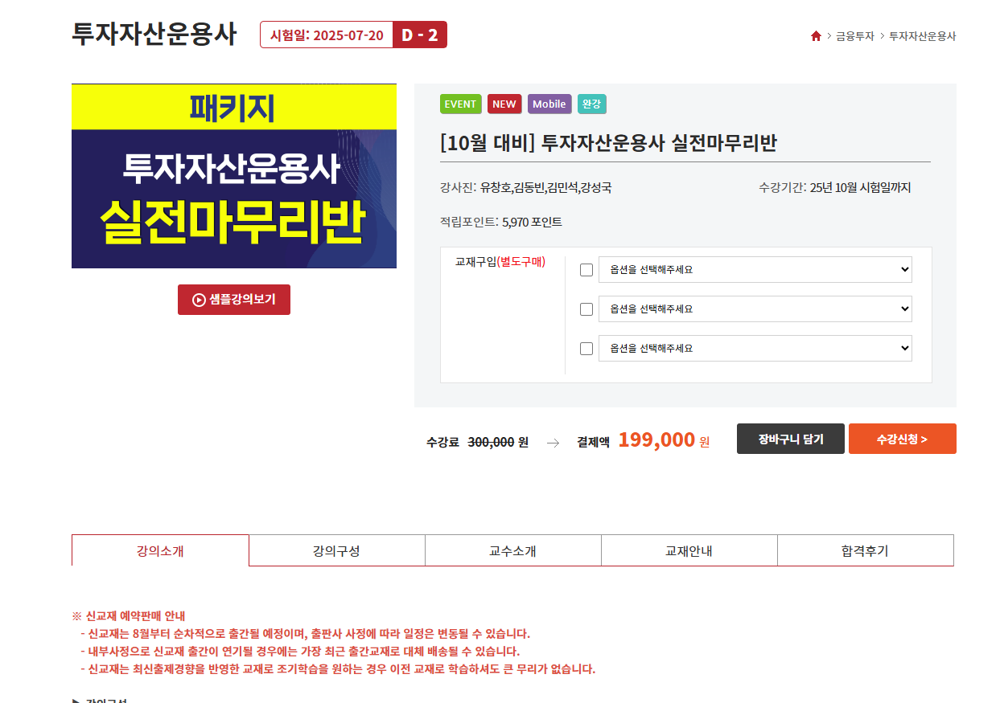 투자자산운용사
시험일: 2025-07-20 D - 2
금융투자 > 투자자산운용사
패키지
투자자산운용사
실전마무리반
샘플강의보기
EVENT NEW Mobile 완강
[10월 대비] 투자자산운용사 실전마무리반
강사진: 유창호,김동빈,김민석,강성국
수강기간: 25년 10월 시험일까지
적립포인트: 5,970 포인트
교재구입(별도구매)
옵션을 선택해주세요
옵션을 선택해주세요
옵션을 선택해주세요
수강료 300,000 원 → 결제액 199,000 원
장바구니 담기
수강신청 >
강의소개
강의구성
교수소개
교재안내
합격후기
※ 신교재 예약판매 안내
- 신교재는 8월부터 순차적으로 출간될 예정이며, 출판사 사정에 따라 일정은 변동될 수 있습니다.
- 내부사정으로 신교재 출간이 연기될 경우에는 가장 최근 출간교재로 대체 배송될 수 있습니다.
- 신교재는 최신출제경향을 반영한 교재로 조기학습을 원하는 경우 이전 교재로 학습하셔도 큰 무리가 없습니다.
▶ 강의구성